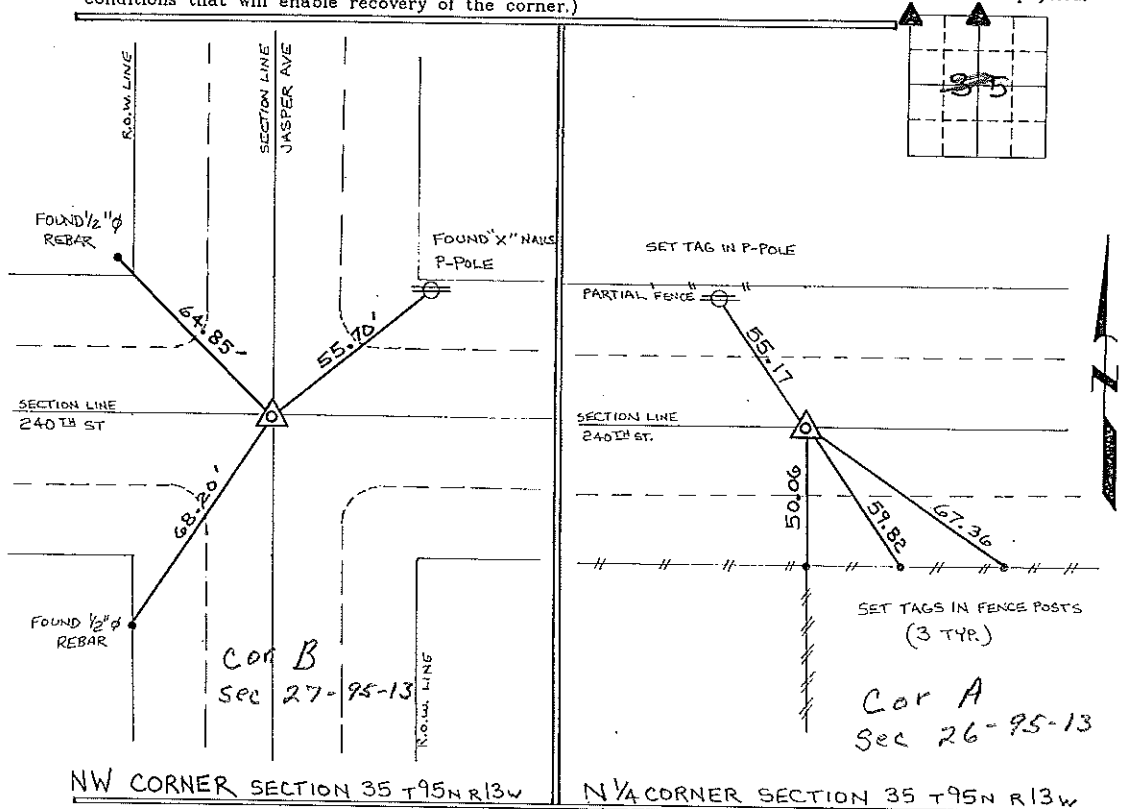 conditions that will enable recovery of the corner.)
35
R.O.W. LINE
SECTION LINE
JASPER AVE
FOUND 1/2"φ
REBAR
FOUND "X" NAILS
P-POLE
64.85'
55.70'
SECTION LINE
240TH ST
68.20'
FOUND 1/2"φ
REBAR
Cor B
Sec 27-95-13
R.O.W. LINE
NW CORNER SECTION 35 T95N R13W
SET TAG IN P-POLE
PARTIAL FENCE
55.17
SECTION LINE
240TH ST.
50.06
59.82
67.36
SET TAGS IN FENCE POSTS
(3 TYP.)
Cor A
Sec 26-95-13
N 1/4 CORNER SECTION 35 T95N R13W
N